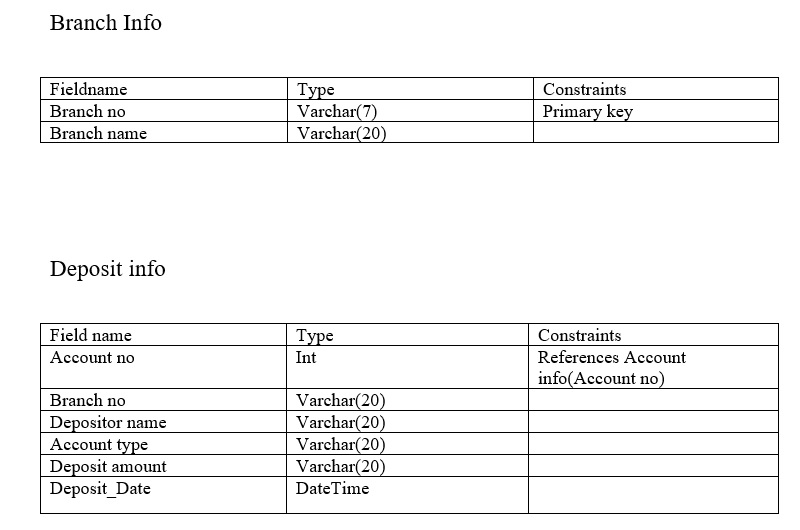 Branch Info
Fieldname Type Constraints
Branch no Varchar(7) Primary key
Branch name Varchar(20)
Deposit info
Field name Type Constraints
Account no Int References Account
info(Account no)
Branch no Varchar(20)
Depositor name Varchar(20)
Account type Varchar(20)
Deposit amount Varchar(20)
Deposit_Date DateTime